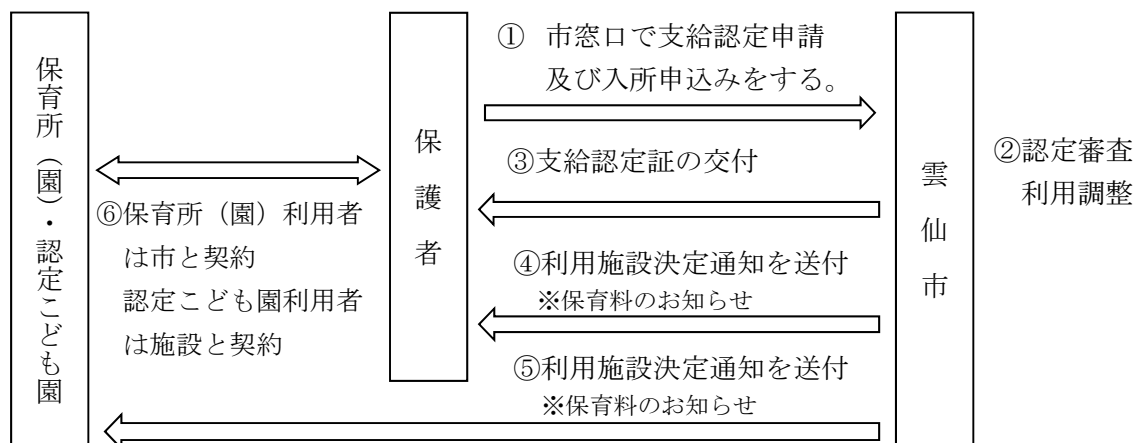 保育所（園）・認定こども園
保護者
雲仙市
①　市窓口で支給認定申請
及び入所申込みをする。
②認定審査
利用調整
③支給認定証の交付
④利用施設決定通知を送付
※保育料のお知らせ
⑤利用施設決定通知を送付
※保育料のお知らせ
⑥保育所（園）利用者
は市と契約
認定こども園利用者
は施設と契約